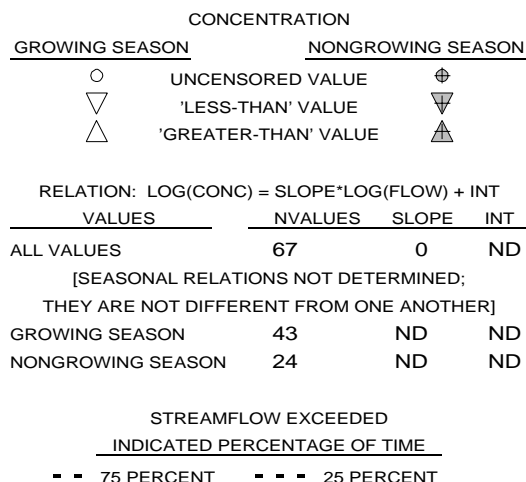 CONCENTRATION
GROWING SEASON NONGROWING SEASON
UNCENSORED VALUE
'LESS-THAN' VALUE
'GREATER-THAN' VALUE
RELATION: LOG(CONC) = SLOPE*LOG(FLOW) + INT
VALUES NVALUES SLOPE INT
ALL VALUES 67 0 ND
[SEASONAL RELATIONS NOT DETERMINED;
THEY ARE NOT DIFFERENT FROM ONE ANOTHER]
GROWING SEASON 43 ND ND
NONGROWING SEASON 24 ND ND
STREAMFLOW EXCEEDED
INDICATED PERCENTAGE OF TIME
75 PERCENT 25 PERCENT